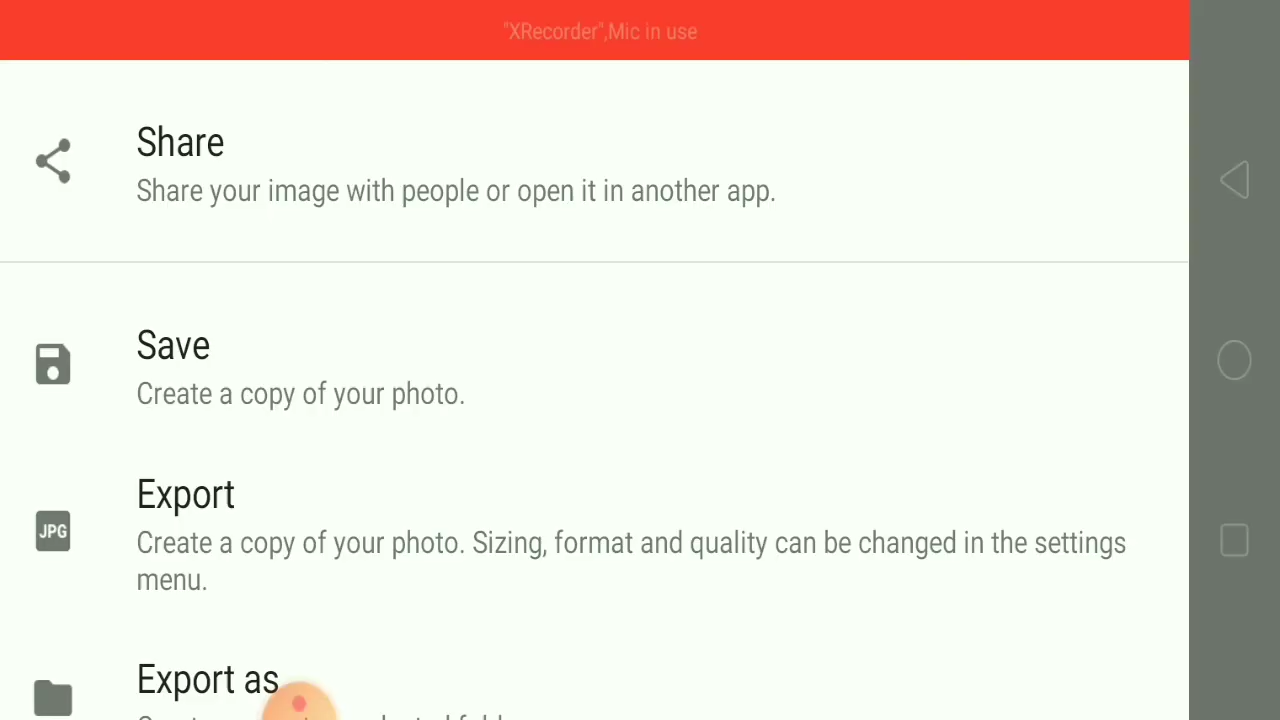 "XRecorder",Mic in use
Share
Share your image with people or open it in another app.
Save
Create a copy of your photo.
Export
JPG
Create a copy of your photo. Sizing, format and quality can be changed in the settings
menu.
Export as